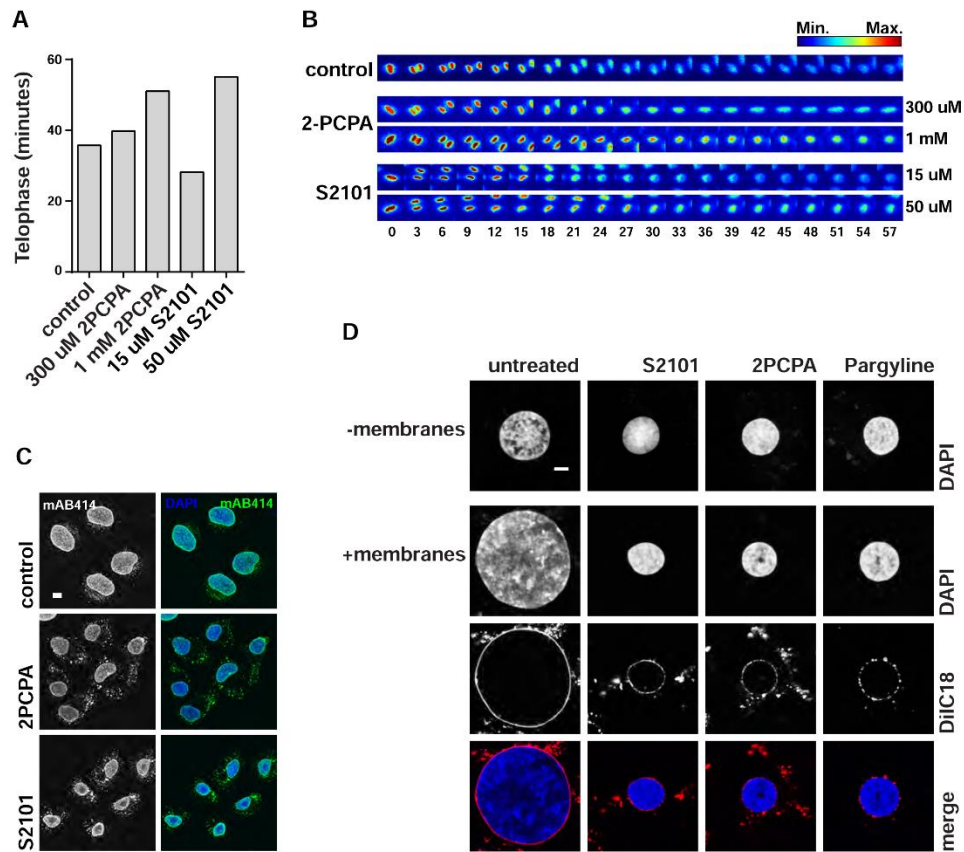 A
Telophase (minutes)
60
40
20
0
control
300 uM 2PCPA
1 mM 2PCPA
15 uM S2101
50 uM S2101
B
Min. Max.
control
2-PCPA
300 uM
1 mM
S2101
15 uM
50 uM
0 3 6 9 12 15 18 21 24 27 30 33 36 39 42 45 48 51 54 57
C
mAB414 DAPI mAB414
control
2PCPA
S2101
D
untreated S2101 2PCPA Pargyline
-membranes DAPI
+membranes DAPI
DilC18
merge